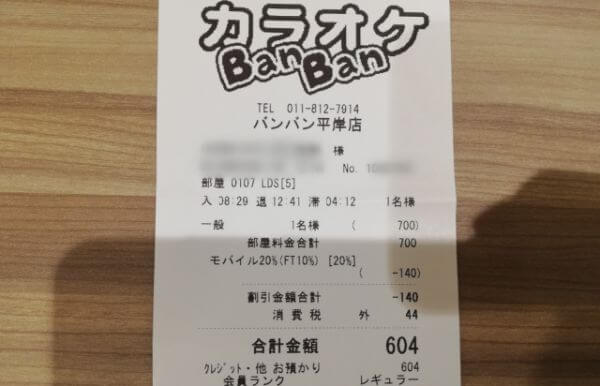 カラオケ
BanBan
TEL 011-812-7914
バンバン平岸店
様
No.
部屋 0107 LDS[5]
入 08:29 退 12:41 滞 04:12 1名様
一般 1名様 ( 700)
部屋料金合計 700
モバイル20%(FT10%) [20%]
( -140)
割引金額合計 -140
消費税 外 44
合計金額 604
クレジット・他 お預かり 604
会員ランク レギュラー